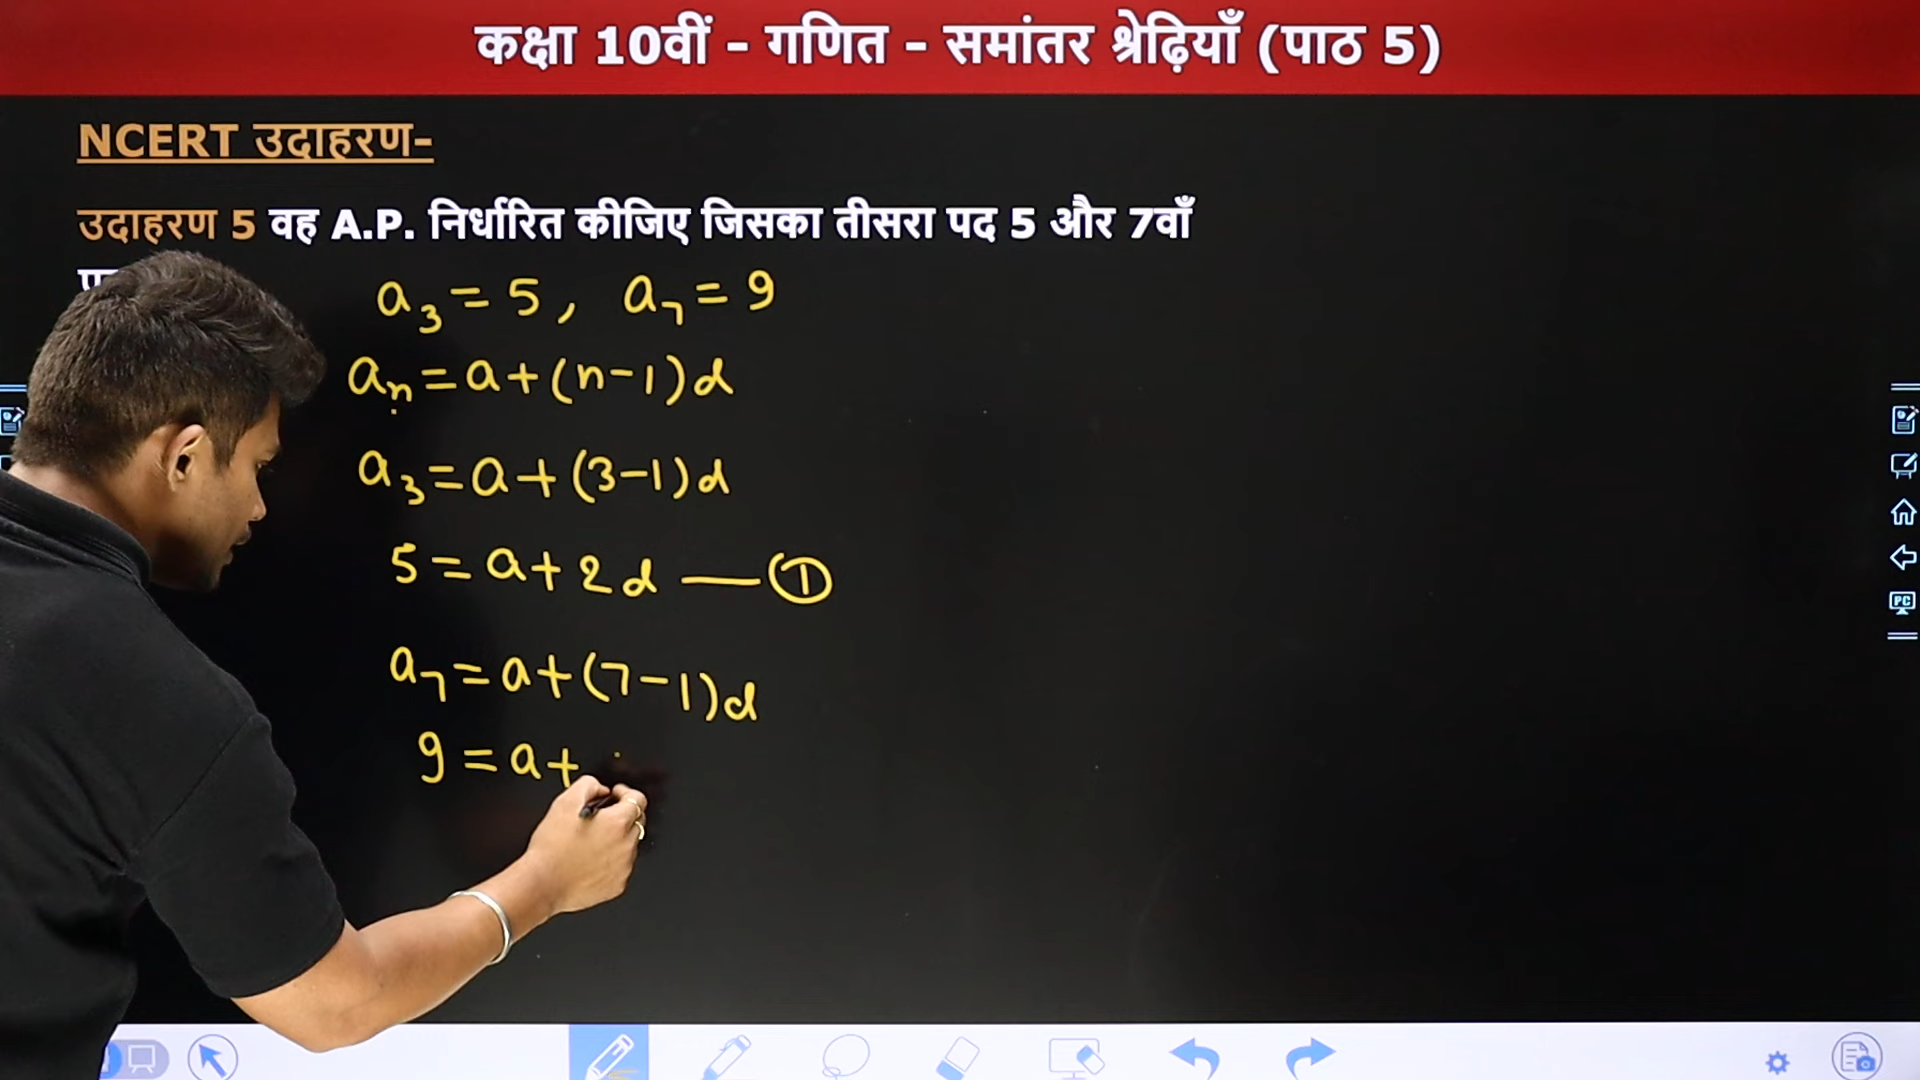 कक्षा 10वीं - गणित - समांतर श्रेढ़ियाँ (पाठ 5)
NCERT उदाहरण-
उदाहरण 5 वह A.P. निर्धारित कीजिए जिसका तीसरा पद 5 और 7वाँ
a₃ = 5, a₇ = 9
aₙ = a + (n - 1) d
a₃ = a + (3 - 1) d
5 = a + 2d — ①
a₇ = a + (7 - 1) d
9 = a +
PC